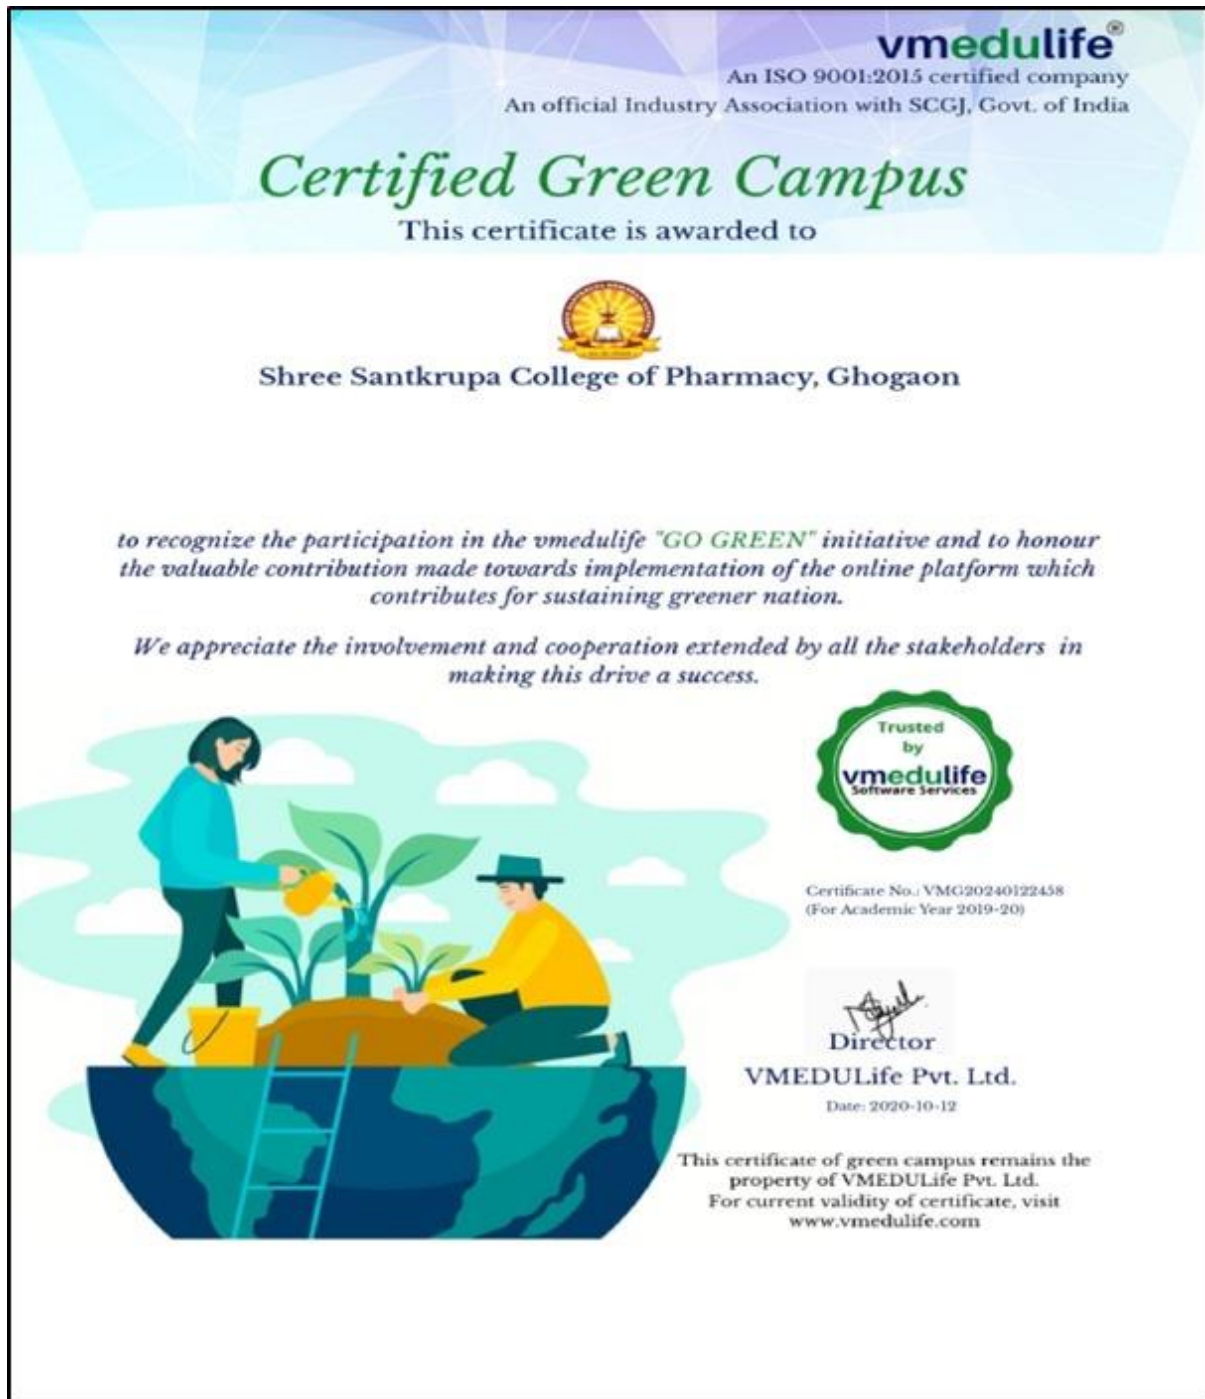 vmedulife®
An ISO 9001:2015 certified company
An official Industry Association with SCGJ, Govt. of India
Certified Green Campus
This certificate is awarded to
Shree Santkrupa College of Pharmacy, Ghogaon
to recognize the participation in the vmedulife "GO GREEN" initiative and to honour
the valuable contribution made towards implementation of the online platform which
contributes for sustaining greener nation.
We appreciate the involvement and cooperation extended by all the stakeholders in
making this drive a success.
Trusted
by
vmedulife
Software Services
Certificate No.: VMG20240122458
(For Academic Year 2019-20)
Director
VMEDULife Pvt. Ltd.
Date: 2020-10-12
This certificate of green campus remains the
property of VMEDULife Pvt. Ltd.
For current validity of certificate, visit
www.vmedulife.com